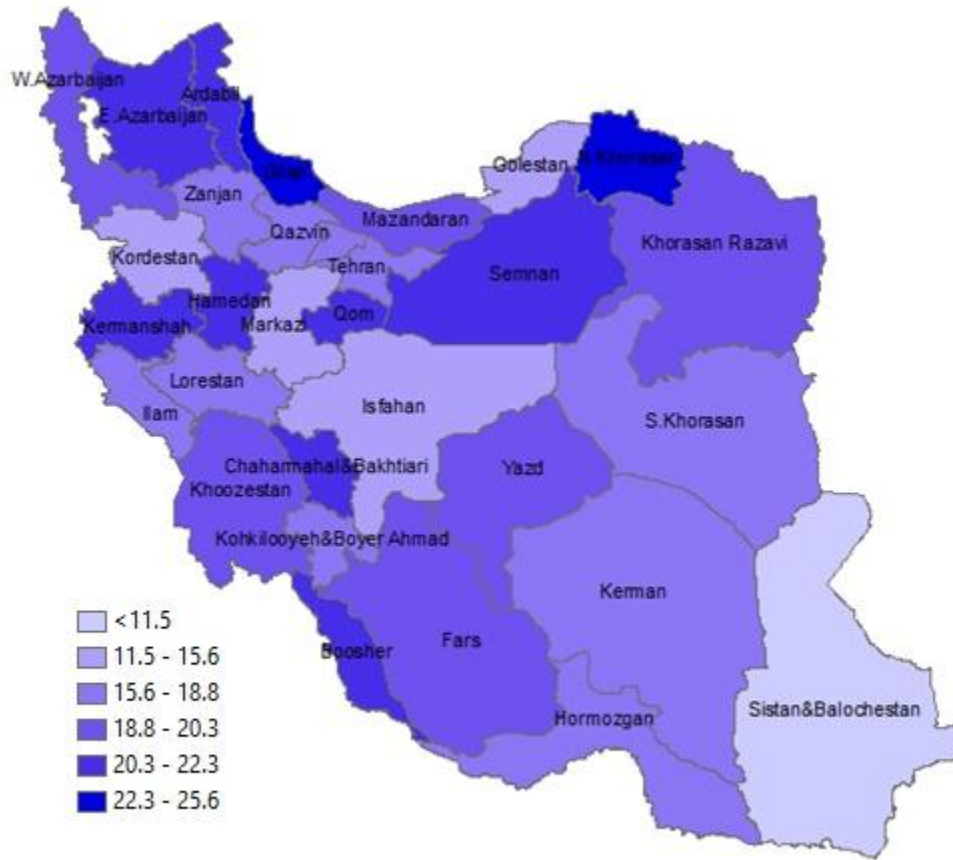 W.Azarbaijan
E.Azarbaijan
Ardabil
Gilan
Golestan
N.Khorasan
Zanjan
Mazandaran
Qazvin
Khorasan Razavi
Kordestan
Tehran
Semnan
Hamedan
Qom
Kermanshah
Markazi
Lorestan
Isfahan
Ilam
S.Khorasan
Chaharmahal&Bakhtiari
Yazd
Khoozestan
Kohkilooyeh&Boyer Ahmad
Kerman
Fars
Boosher
Hormozgan
Sistan&Balochestan
<11.5
11.5 - 15.6
15.6 - 18.8
18.8 - 20.3
20.3 - 22.3
22.3 - 25.6